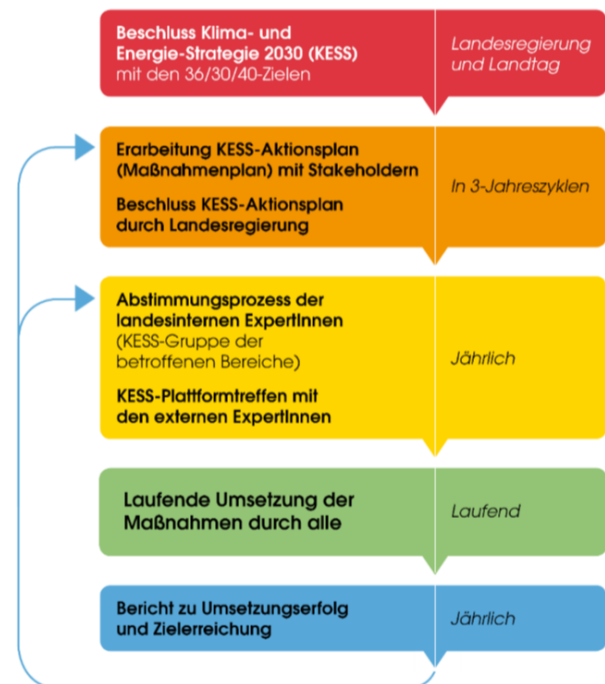 Beschluss Klima- und
Energie-Strategie 2030 (KESS)
mit den 36/30/40-Zielen
Landesregierung
und Landtag
Erarbeitung KESS-Aktionsplan
(Maßnahmenplan) mit Stakeholdern
Beschluss KESS-Aktionsplan
durch Landesregierung
In 3-Jahreszyklen
Abstimmungsprozess der
landesinternen ExpertInnen
(KESS-Gruppe der
betroffenen Bereiche)
KESS-Plattformtreffen mit
den externen ExpertInnen
Jährlich
Laufende Umsetzung der
Maßnahmen durch alle
Laufend
Bericht zu Umsetzungserfolg
und Zielerreichung
Jährlich